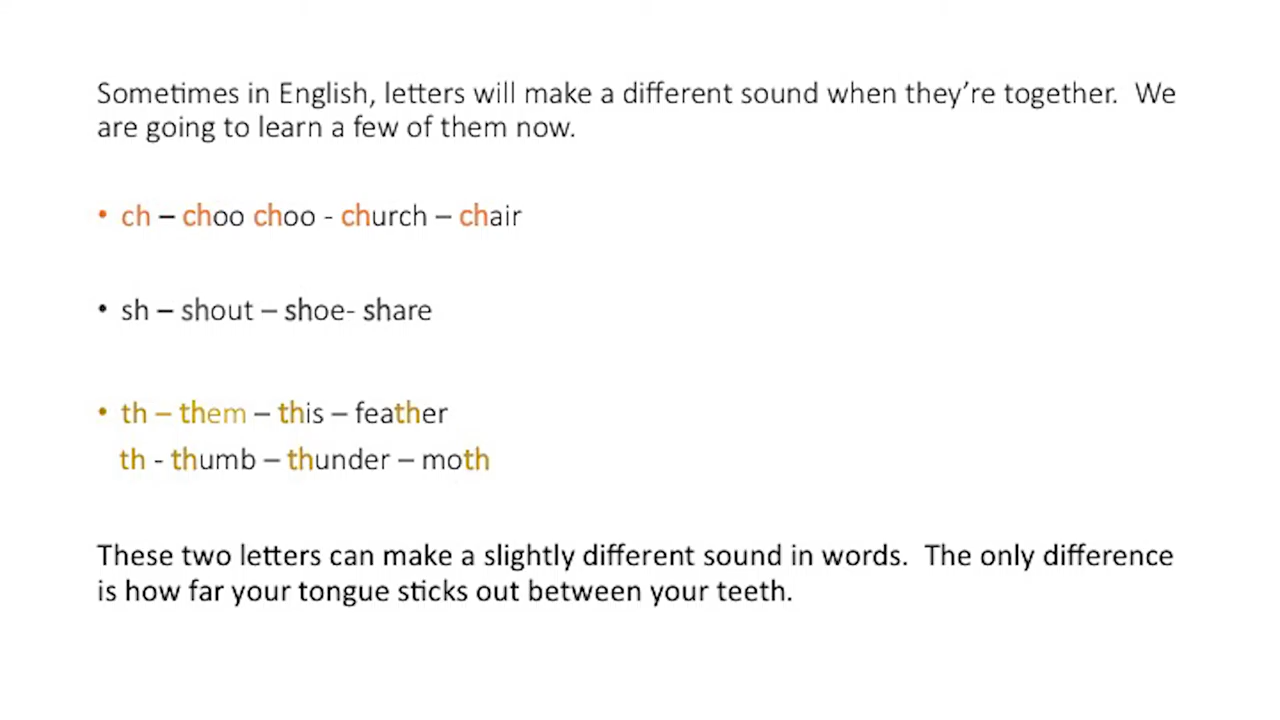 Sometimes in English, letters will make a different sound when they’re together.  We
are going to learn a few of them now.
• ch – choo choo - church – chair
• sh – shout – shoe- share
• th – them – this – feather
th - thumb – thunder – moth
These two letters can make a slightly different sound in words.  The only difference
is how far your tongue sticks out between your teeth.